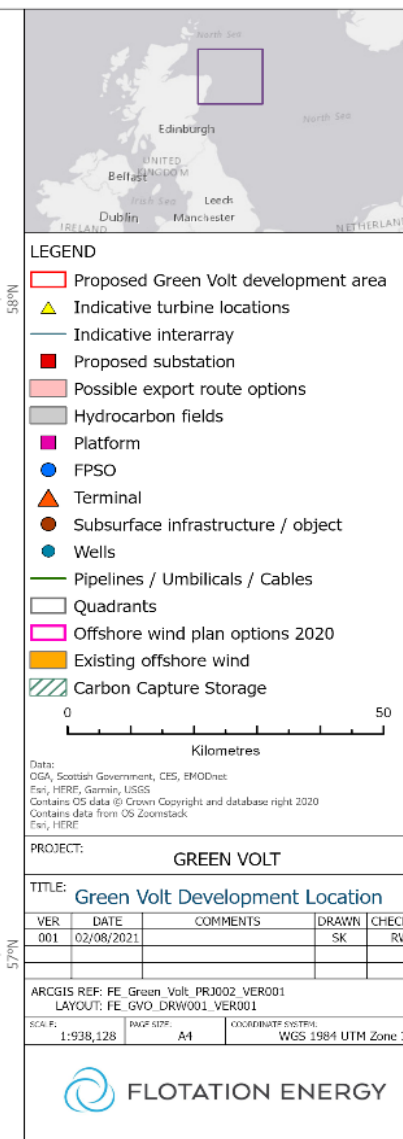 North Sea
North Sea
Edinburgh
UNITED
KINGDOM
Belfast
Irish Sea
Leeds
Dublin
Manchester
IRELAND
NETHERLAN
LEGEND
Proposed Green Volt development area
58°N
Indicative turbine locations
Indicative interarray
Proposed substation
Possible export route options
Hydrocarbon fields
Platform
FPSO
Terminal
Subsurface infrastructure / object
Wells
Pipelines / Umbilicals / Cables
Quadrants
Offshore wind plan options 2020
Existing offshore wind
Carbon Capture Storage
0 50
Kilometres
Data:
OGA, Scottish Government, CES, EMODnet
Esri, HERE, Garmin, USGS
Contains OS data © Crown Copyright and database right 2020
Contains data from OS Zoomstack
Esri, HERE
PROJECT:
GREEN VOLT
TITLE: Green Volt Development Location
VER DATE COMMENTS DRAWN CHEC
001 02/08/2021 SK RW
57°N
ARCGIS REF: FE_Green_Volt_PRJ002_VER001
LAYOUT: FE_GVO_DRW001_VER001
SCALE: PAGE SIZE: COORDINATE SYSTEM:
1:938,128 A4 WGS 1984 UTM Zone
FLOTATION ENERGY